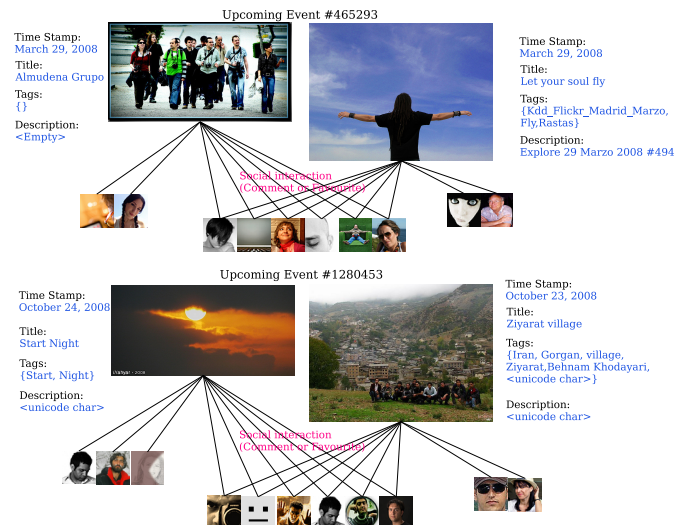 Upcoming Event #465293
Time Stamp:
March 29, 2008
Title:
Almudena Grupo
Tags:
{}
Description:
<Empty>
Time Stamp:
March 29, 2008
Title:
Let your soul fly
Tags:
{Kdd_Flickr_Madrid_Marzo,
Fly,Rastas}
Description:
Explore 29 Marzo 2008 #494
Social interaction
(Comment or Favourite)
Upcoming Event #1280453
Time Stamp:
October 24, 2008
Title:
Start Night
Tags:
{Start, Night}
Description:
<unicode char>
Time Stamp:
October 23, 2008
Title:
Ziyarat village
Tags:
{Iran, Gorgan, village,
Ziyarat,Behnam Khodayari,
<unicode char>}
Description:
<unicode char>
Social interaction
(Comment or Favourite)